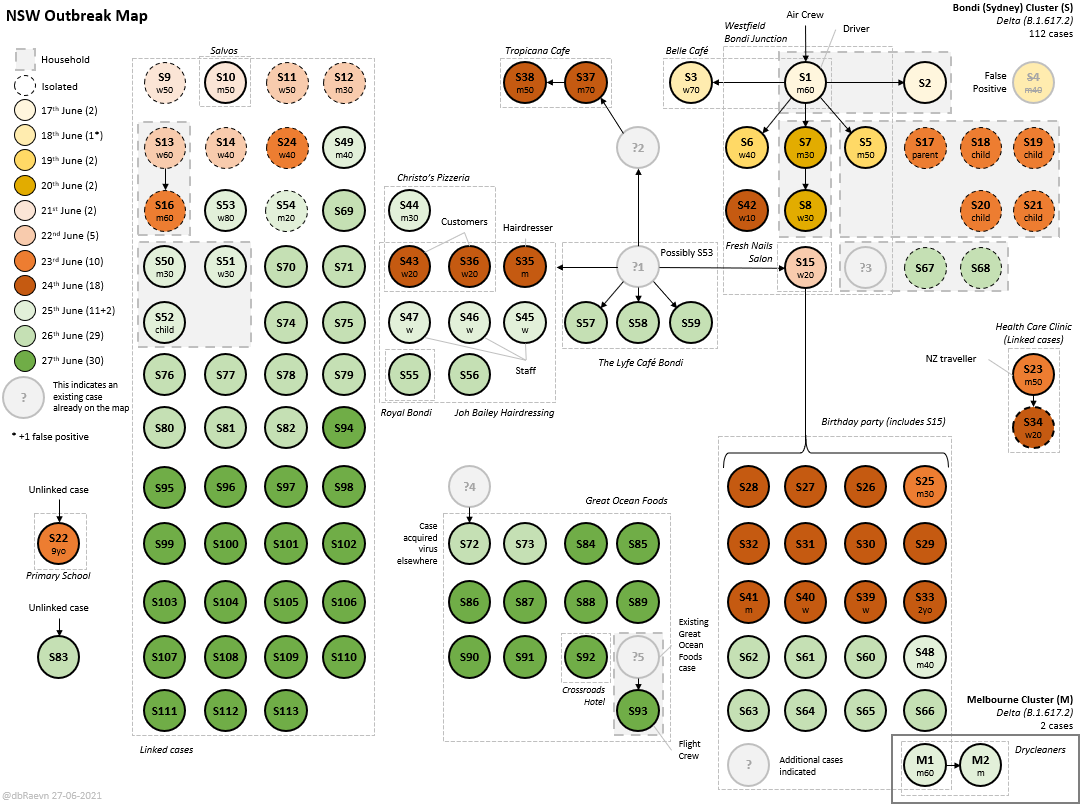 NSW Outbreak Map
Bondi (Sydney) Cluster (S)
Delta (B.1.617.2)
112 cases
Household
Isolated
17th June (2)
18th June (1*)
19th June (2)
20th June (2)
21st June (2)
22nd June (5)
23rd June (10)
24th June (18)
25th June (11+2)
26th June (29)
27th June (30)
?
This indicates an
existing case
already on the map
* +1 false positive
Unlinked case
S22
9yo
Primary School
Unlinked case
S83
Salvos
S9
w50
S10
m50
S11
w50
S12
m30
S13
w60
S14
w40
S24
w40
S49
m40
S16
m60
S53
w80
S54
m20
S69
S50
m30
S51
w30
S70
S71
S52
child
S74
S75
S76
S77
S78
S79
S80
S81
S82
S94
S95
S96
S97
S98
S99
S100
S101
S102
S103
S104
S105
S106
S107
S108
S109
S110
S111
S112
S113
Linked cases
Tropicana Cafe
S38
m50
S37
m70
?2
Christo's Pizzeria
S44
m30
Customers
Hairdresser
S43
w20
S36
w20
S35
m
S47
w
S46
w
S45
w
Staff
S55
S56
Royal Bondi
Joh Bailey Hairdressing
?1
Possibly S53
S57
S58
S59
The Lyfe Café Bondi
Belle Café
S3
w70
Westfield
Bondi Junction
Air Crew
Driver
S1
m60
S2
False
Positive
S4
m40
S6
w40
S7
m30
S5
m50
S17
parent
S18
child
S19
child
S42
w10
S8
w30
S20
child
S21
child
Fresh Nails
Salon
S15
w20
?3
S67
S68
Health Care Clinic
(Linked cases)
NZ traveller
S23
m50
S34
w20
Birthday party (includes S15)
S28
S27
S26
S25
m30
S32
S31
S30
S29
S41
m
S40
w
S39
w
S33
2yo
S62
S61
S60
S48
m40
S63
S64
S65
S66
?
Additional cases
indicated
?4
Case
acquired
virus
elsewhere
Great Ocean Foods
S72
S73
S84
S85
S86
S87
S88
S89
S90
S91
S92
?5
Existing
Great
Ocean
Foods
case
Crossroads
Hotel
S93
Flight
Crew
Melbourne Cluster (M)
Delta (B.1.617.2)
2 cases
M1
m60
M2
m
Drycleaners
@dbRaevn 27-06-2021